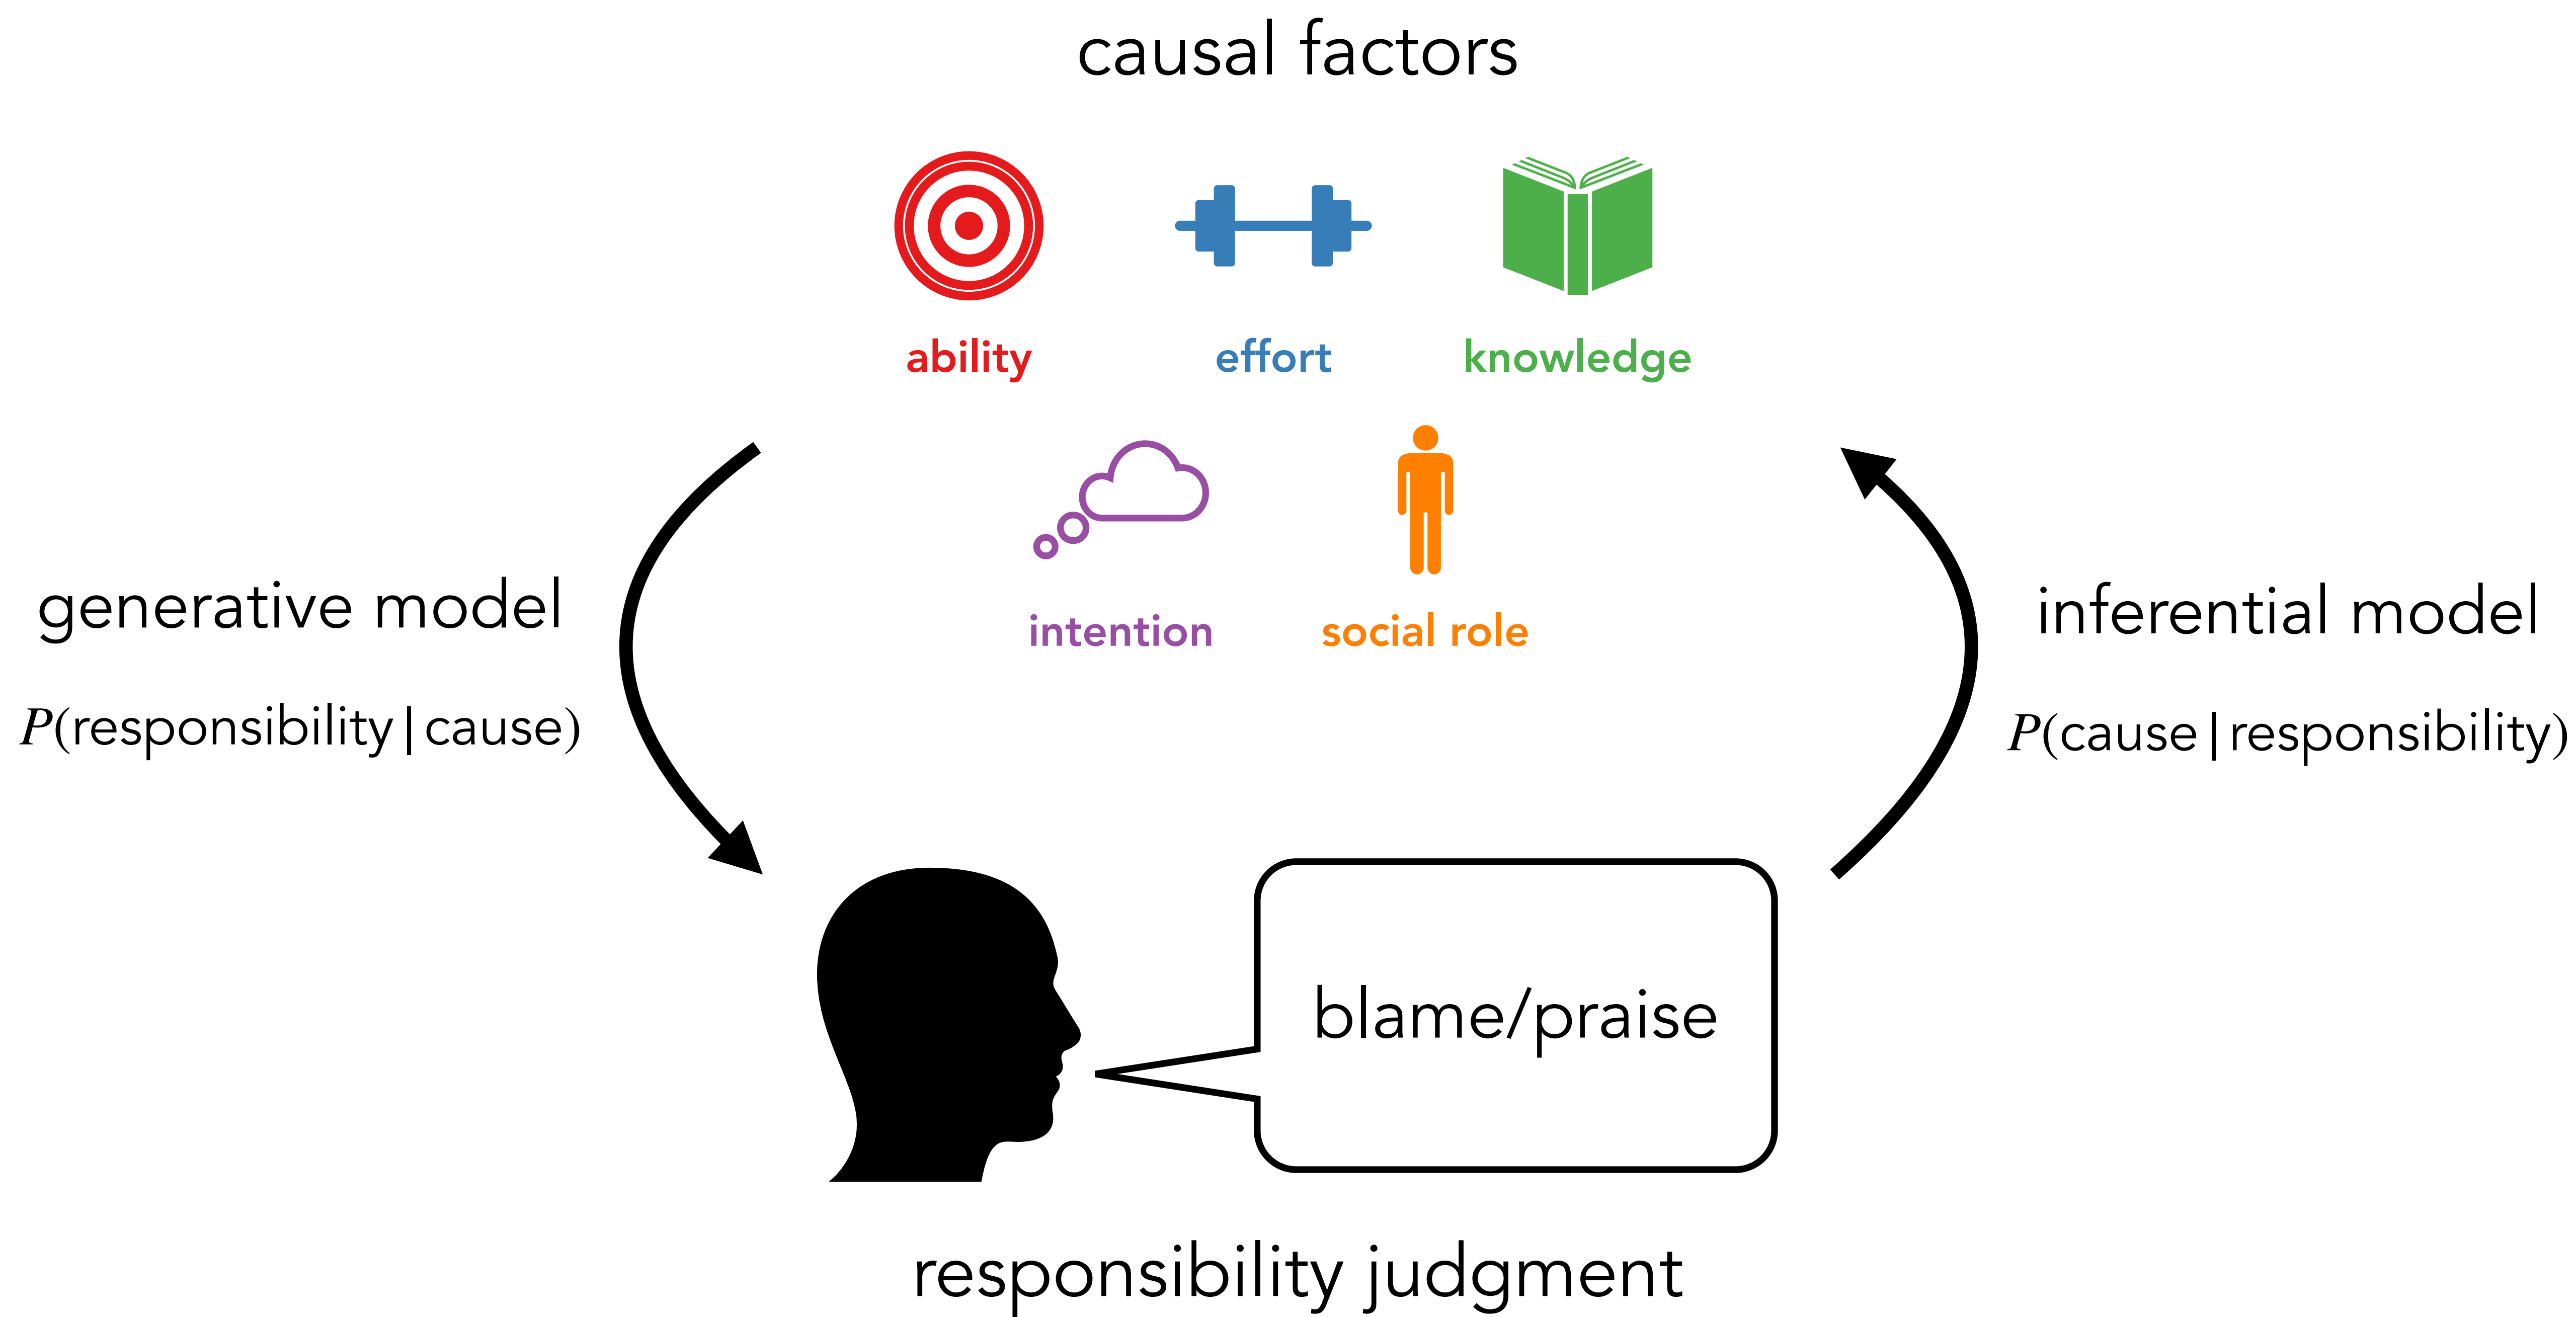 causal factors
ability
effort
knowledge
intention
social role
generative model
P(responsibility | cause)
inferential model
P(cause | responsibility)
blame/praise
responsibility judgment